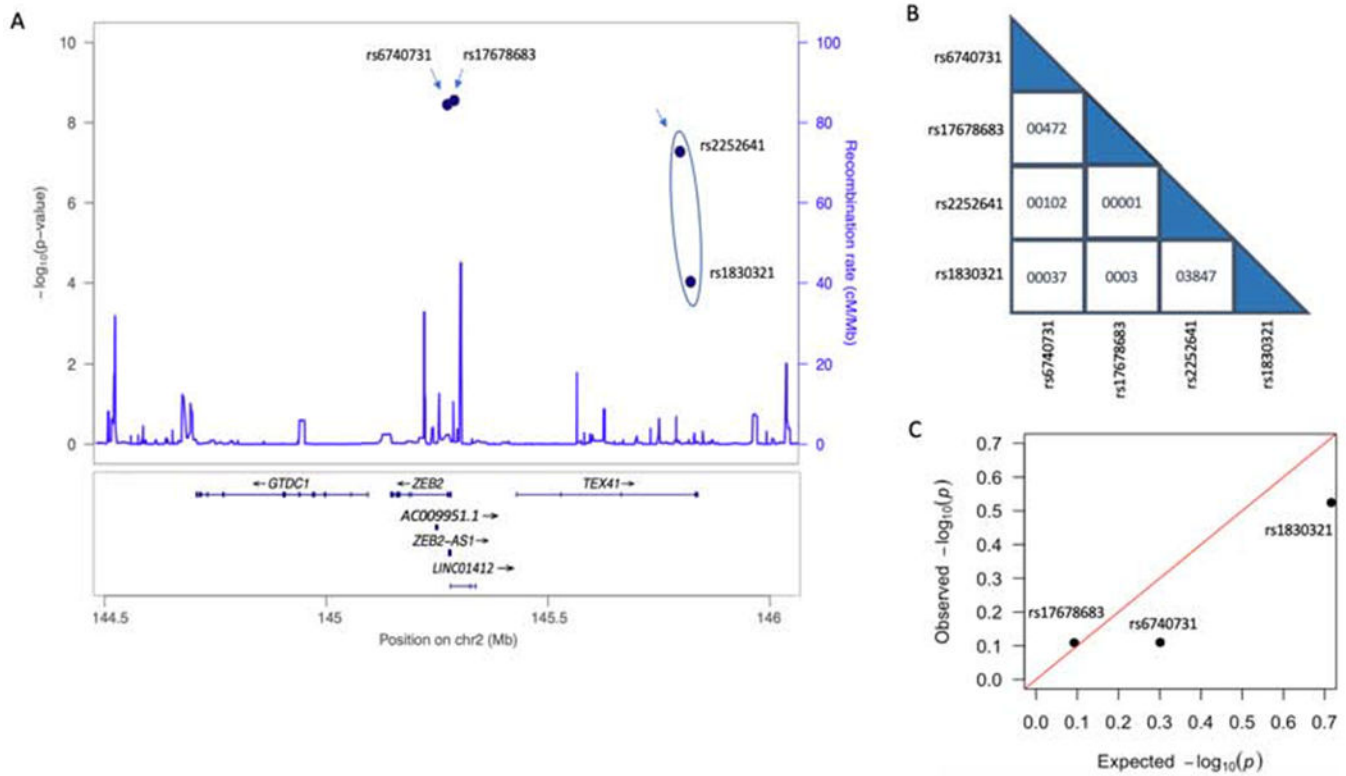 A
10
8
6
4
2
0
−log₁₀(p−value)
rs6740731
rs17678683
rs2252641
rs1830321
100
80
60
40
20
0
Recombination rate (cM/Mb)
←GTDC1
←ZEB2
TEX41→
AC009951.1→
ZEB2−AS1→
LINC01412→
144.5
145
145.5
146
Position on chr2 (Mb)
B
rs6740731
rs17678683
00472
rs2252641
00102
00001
rs1830321
00037
0003
03847
rs6740731
rs17678683
rs2252641
rs1830321
C
0.7
0.6
0.5
0.4
0.3
0.2
0.1
0.0
Observed −log₁₀(p)
rs1830321
rs17678683
rs6740731
0.0 0.1 0.2 0.3 0.4 0.5 0.6 0.7
Expected −log₁₀(p)